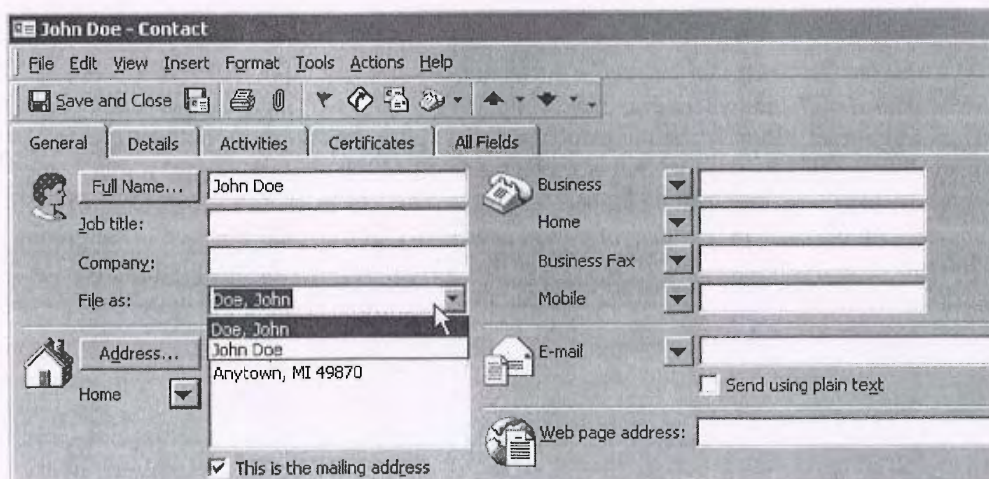 John Doe - Contact
File Edit View Insert Format Tools Actions Help
Save and Close
General Details Activities Certificates All Fields
Full Name... John Doe
Job title:
Company:
File as: Doe, John
Doe, John
John Doe
Address...
Anytown, MI 49870
Home
This is the mailing address
Business
Home
Business Fax
Mobile
E-mail
Send using plain text
Web page address: